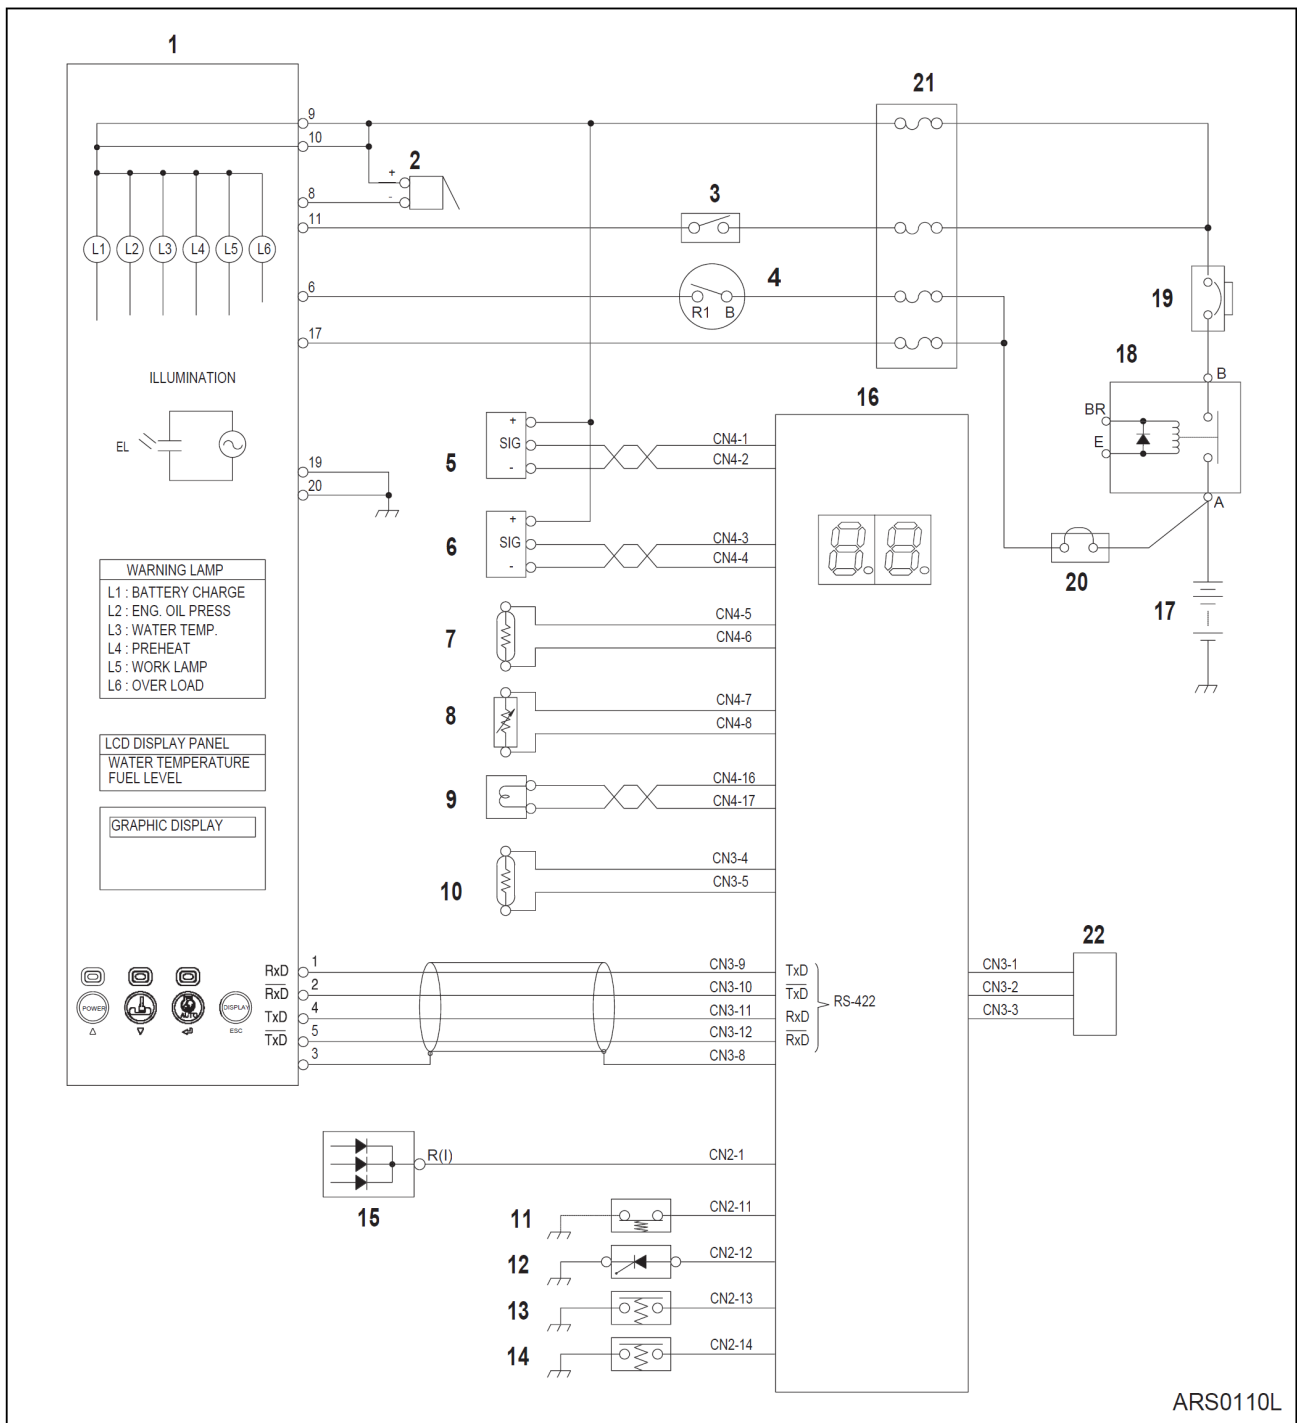 1
21
9
10
2
+
-
8
3
11
L1 L2 L3 L4 L5 L6
4
6
R1 B
19
17
18
ILLUMINATION
B
16
BR
EL
+
SIG
-
5
CN4-1
CN4-2
E
19
20
A
+
SIG
-
6
CN4-3
CN4-4
20
17
WARNING LAMP
L1 : BATTERY CHARGE
L2 : ENG. OIL PRESS
L3 : WATER TEMP.
L4 : PREHEAT
L5 : WORK LAMP
L6 : OVER LOAD
7
CN4-5
CN4-6
8
CN4-7
CN4-8
LCD DISPLAY PANEL
WATER TEMPERATURE
FUEL LEVEL
9
CN4-16
CN4-17
GRAPHIC DISPLAY
10
CN3-4
CN3-5
22
RxD 1 CN3-9 TxD CN3-1
RxD 2 CN3-10 TxD RS-422 CN3-2
TxD 4 CN3-11 RxD CN3-3
TxD 5 CN3-12 RxD
3 CN3-8
POWER
AUTO
DISPLAY
ESC
R(I) CN2-1
15
11 CN2-11
12 CN2-12
13 CN2-13
14 CN2-14
ARS0110L